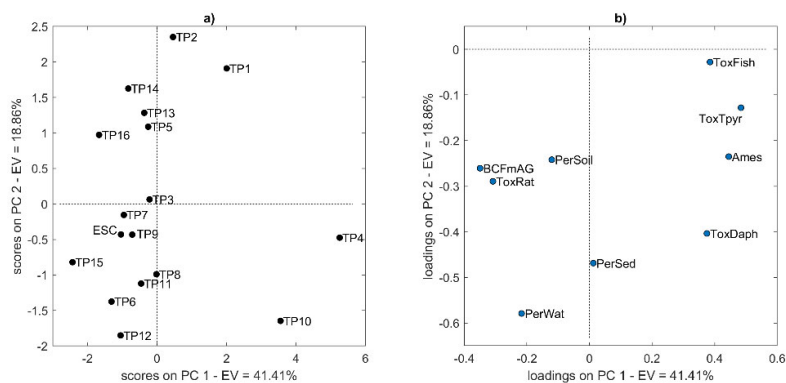 a)
scores on PC 2 - EV = 18.86%
2.5
2
1.5
1
0.5
0
-0.5
-1
-1.5
-2
TP2
TP1
TP14
TP13
TP5
TP16
TP3
TP7
ESC
TP9
TP4
TP15
TP8
TP11
TP6
TP10
TP12
-2
0
2
4
6
scores on PC 1 - EV = 41.41%
b)
loadings on PC 2 - EV = 18.86%
0
-0.1
-0.2
-0.3
-0.4
-0.5
-0.6
ToxFish
ToxTpyr
Ames
PerSoil
BCFmAG
ToxRat
ToxDaph
PerSed
PerWat
-0.4
-0.2
0
0.2
0.4
0.6
loadings on PC 1 - EV = 41.41%